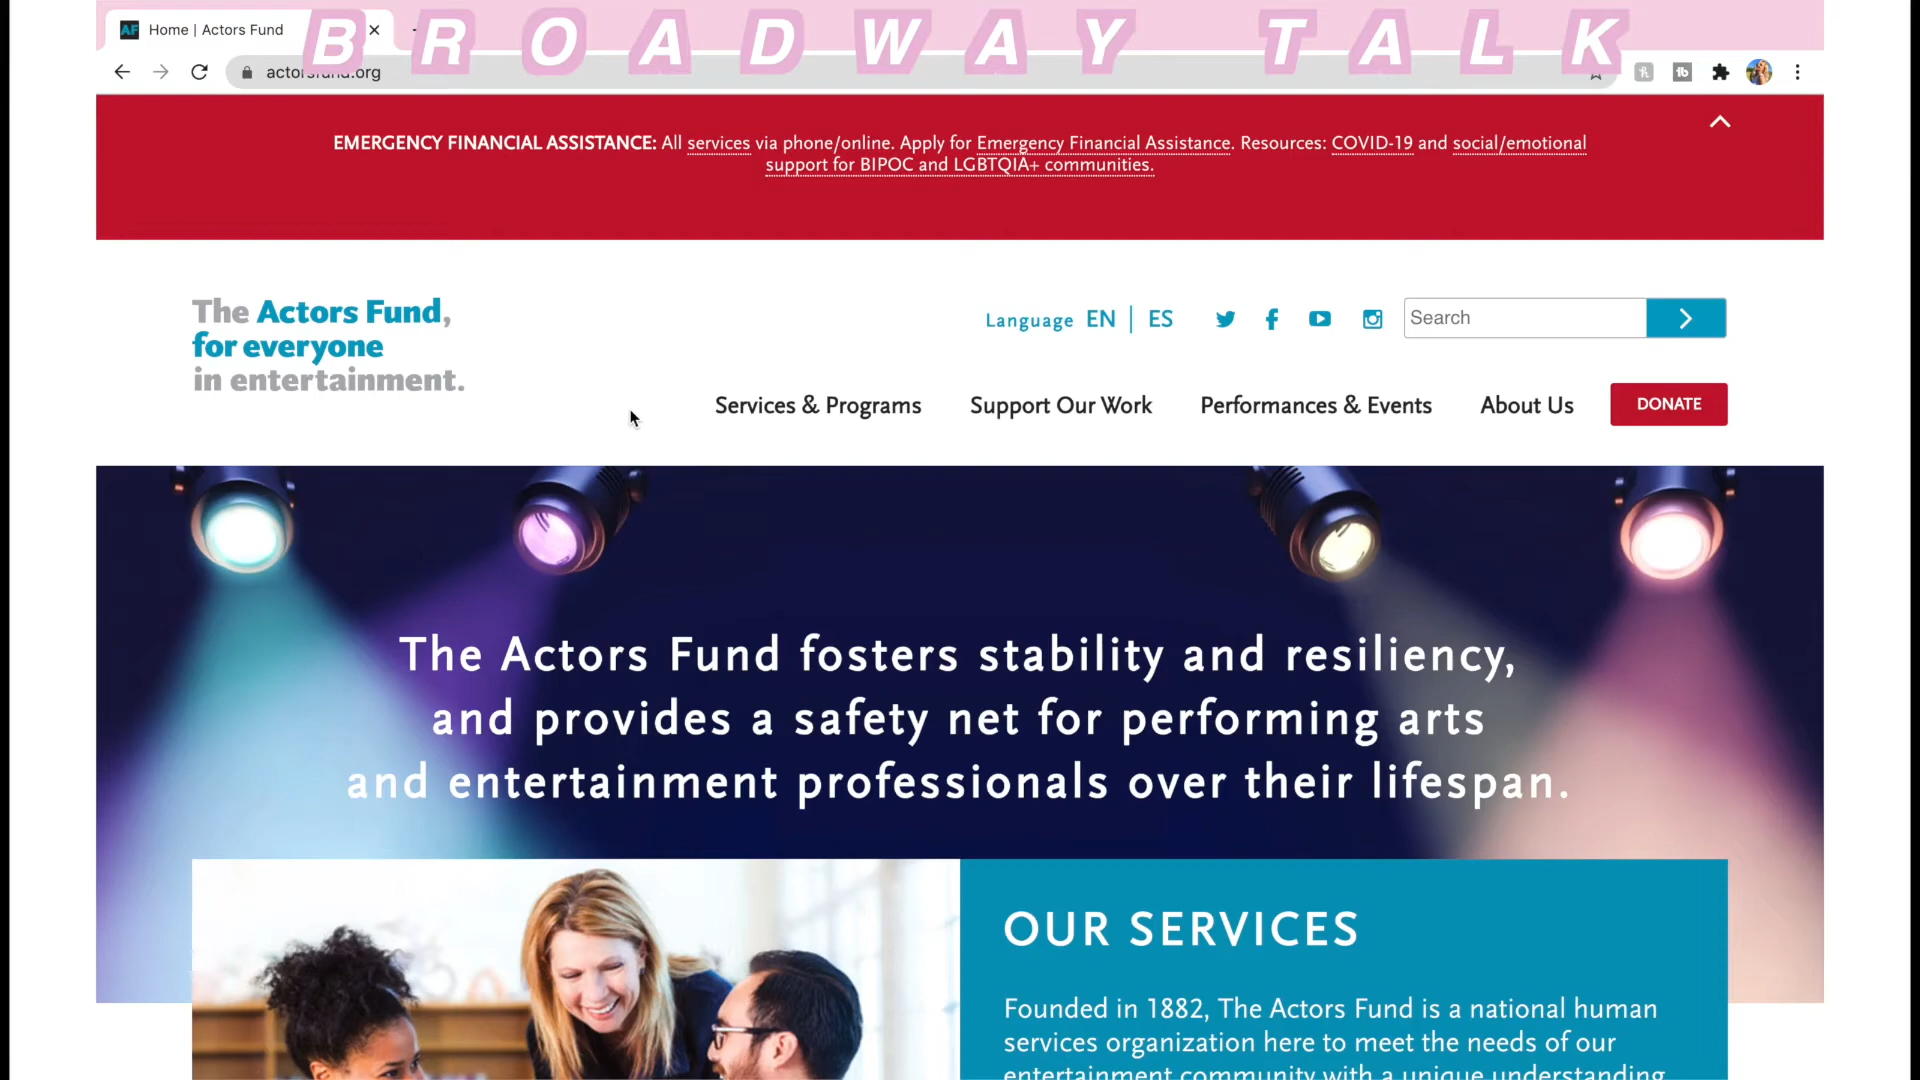 BROADWAY TALK
Home | Actors Fund
actorsfund.org
EMERGENCY FINANCIAL ASSISTANCE: All services via phone/online. Apply for Emergency Financial Assistance. Resources: COVID-19 and social/emotional
support for BIPOC and LGBTQIA+ communities.
The Actors Fund,
for everyone
in entertainment.
Language EN | ES
Search
Services & Programs Support Our Work Performances & Events About Us DONATE
The Actors Fund fosters stability and resiliency,
and provides a safety net for performing arts
and entertainment professionals over their lifespan.
OUR SERVICES
Founded in 1882, The Actors Fund is a national human
services organization here to meet the needs of our
entertainment community with a unique understanding